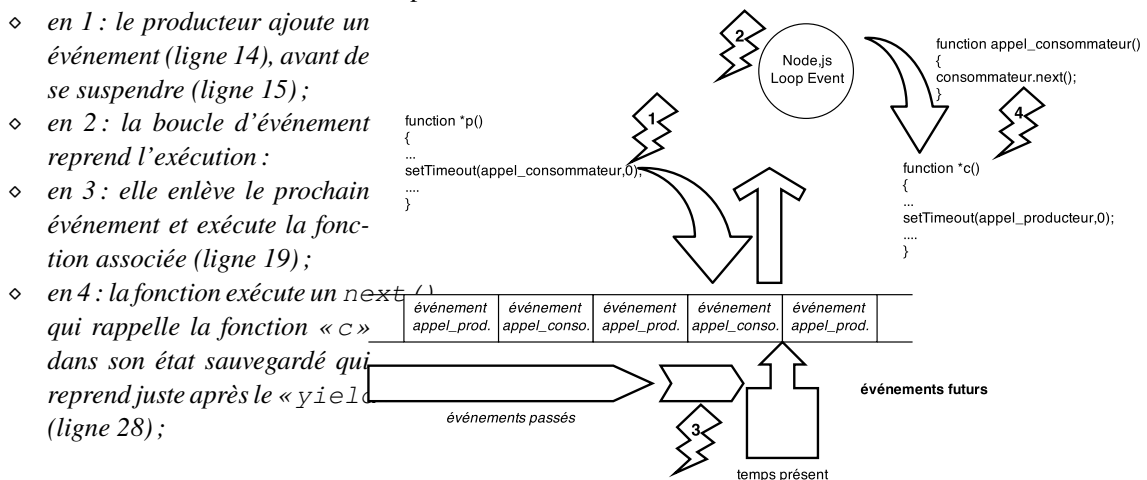 ⋄ en 1 : le producteur ajoute un
événement (ligne 14), avant de
se suspendre (ligne 15) ;
⋄ en 2 : la boucle d'événement
reprend l'exécution :
⋄ en 3 : elle enlève le prochain
événement et exécute la fonc-
tion associée (ligne 19) ;
⋄ en 4 : la fonction exécute un next()
qui rappelle la fonction « c »
dans son état sauvegardé qui
reprend juste après le « yield
(ligne 28) ;
function *p()
{
...
setTimeout(appel_consommateur,0);
....
}
1
2
Node,js
Loop Event
function appel_consommateur()
{
consommateur.next();
}
4
function *c()
{
...
setTimeout(appel_producteur,0);
....
}
événement
appel_prod.
événement
appel_conso.
événement
appel_prod.
événement
appel_conso.
événement
appel_prod.
événements passés
3
événements futurs
temps présent